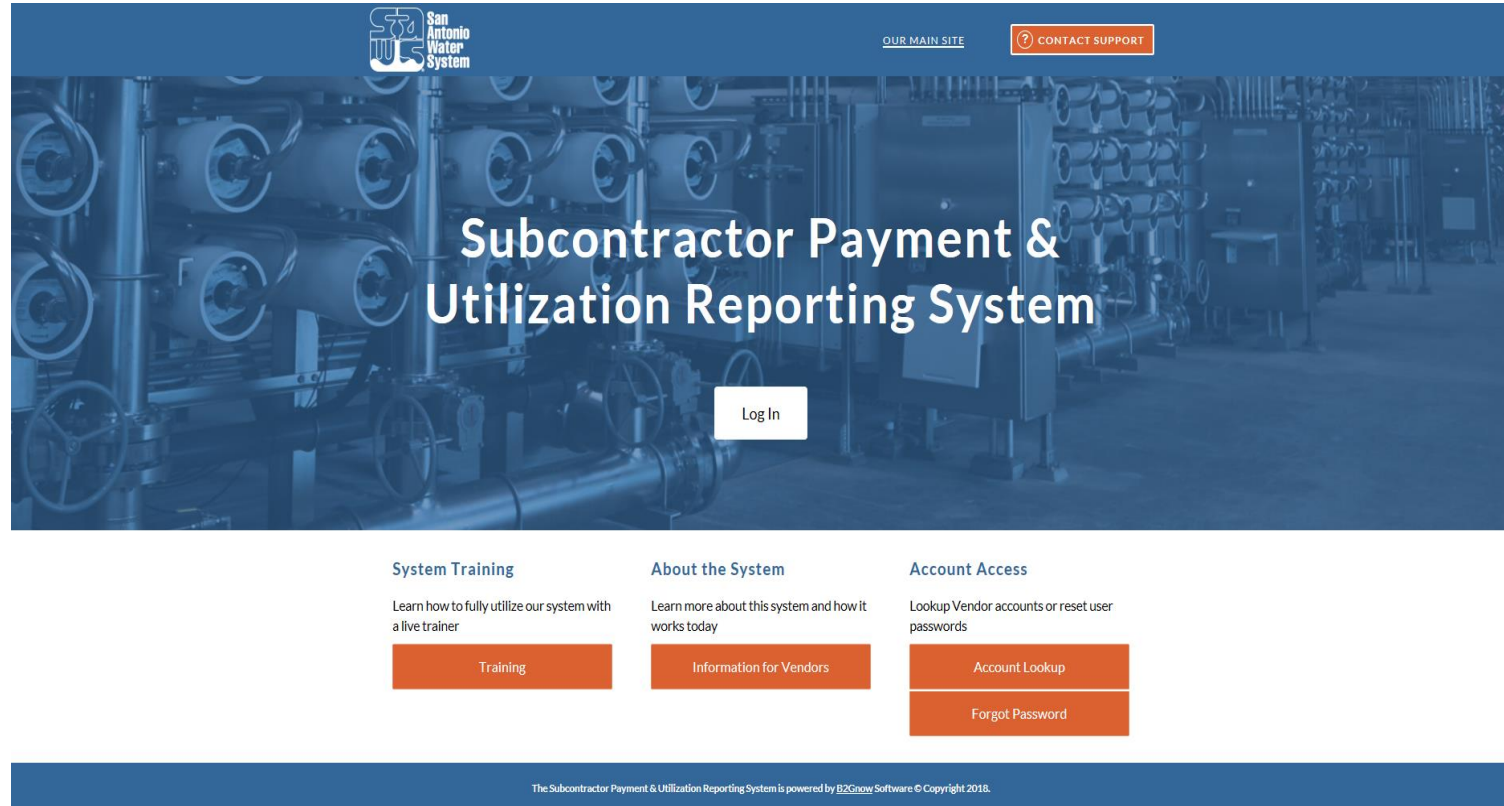 San
Antonio
Water
System
OUR MAIN SITE
? CONTACT SUPPORT
Subcontractor Payment &
Utilization Reporting System
Log In
System Training
Learn how to fully utilize our system with
a live trainer
Training
About the System
Learn more about this system and how it
works today
Information for Vendors
Account Access
Lookup Vendor accounts or reset user
passwords
Account Lookup
Forgot Password
The Subcontractor Payment & Utilization Reporting System is powered by B2Gnow Software © Copyright 2018.